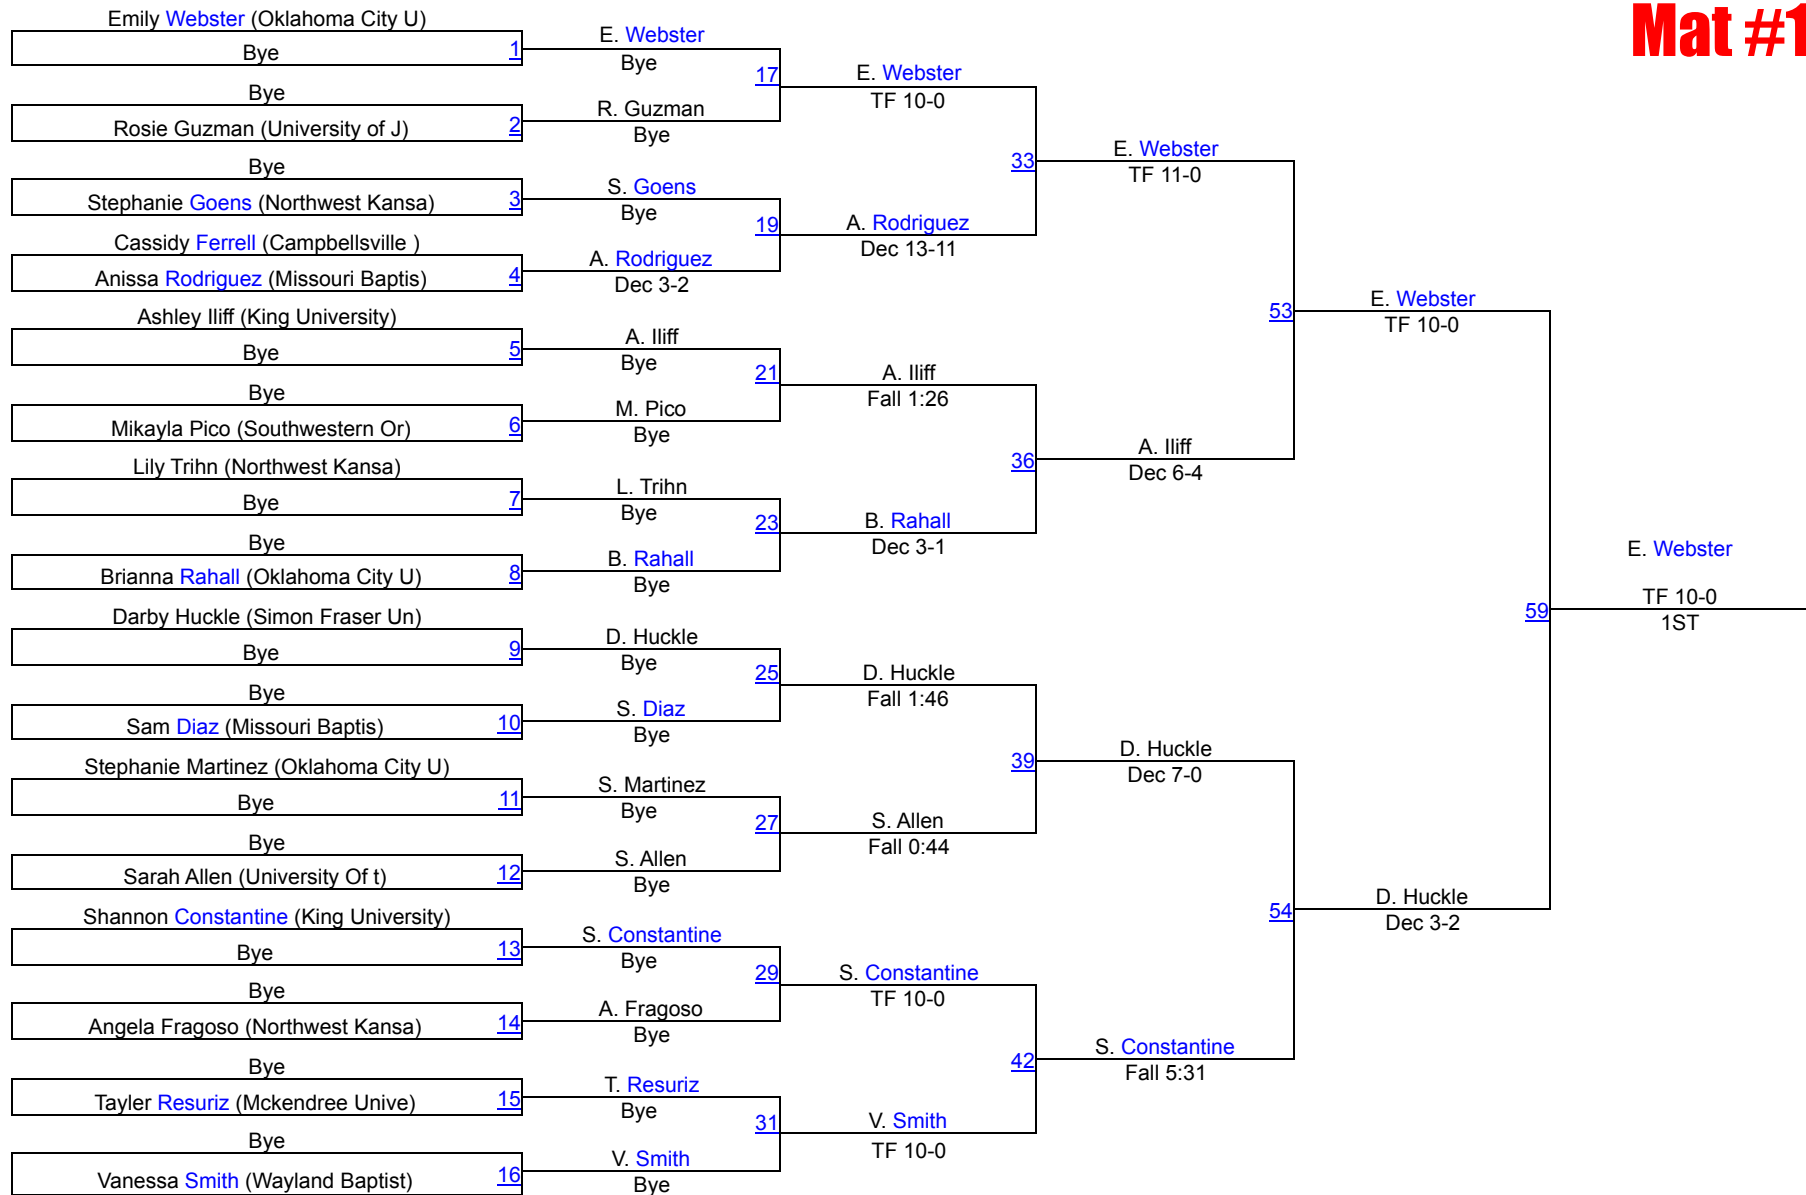 Mat #1
Emily Webster (Oklahoma City U)
Bye
1
Bye
Rosie Guzman (University of J)
2
Bye
Stephanie Goens (Northwest Kansa)
3
Cassidy Ferrell (Campbellsville )
Anissa Rodriguez (Missouri Baptis)
4
Ashley Iliff (King University)
Bye
5
Bye
Mikayla Pico (Southwestern Or)
6
Lily Trihn (Northwest Kansa)
Bye
7
Bye
Brianna Rahall (Oklahoma City U)
8
Darby Huckle (Simon Fraser Un)
Bye
9
Bye
Sam Diaz (Missouri Baptis)
10
Stephanie Martinez (Oklahoma City U)
Bye
11
Bye
Sarah Allen (University Of t)
12
Shannon Constantine (King University)
Bye
13
Bye
Angela Fragoso (Northwest Kansa)
14
Bye
Tayler Resuriz (Mckendree Unive)
15
Bye
Vanessa Smith (Wayland Baptist)
16
E. Webster
Bye
17
R. Guzman
Bye
S. Goens
Bye
19
A. Rodriguez
Dec 3-2
A. Iliff
Bye
21
M. Pico
Bye
L. Trihn
Bye
23
B. Rahall
Bye
D. Huckle
Bye
25
S. Diaz
Bye
S. Martinez
Bye
27
S. Allen
Bye
S. Constantine
Bye
29
A. Fragoso
Bye
T. Resuriz
Bye
31
V. Smith
Bye
E. Webster
TF 10-0
33
A. Rodriguez
Dec 13-11
A. Iliff
Fall 1:26
36
B. Rahall
Dec 3-1
D. Huckle
Fall 1:46
39
S. Allen
Fall 0:44
S. Constantine
TF 10-0
42
V. Smith
TF 10-0
E. Webster
TF 11-0
53
A. Iliff
Dec 6-4
D. Huckle
Dec 7-0
54
S. Constantine
Fall 5:31
E. Webster
TF 10-0
59
D. Huckle
Dec 3-2
E. Webster
TF 10-0
1ST